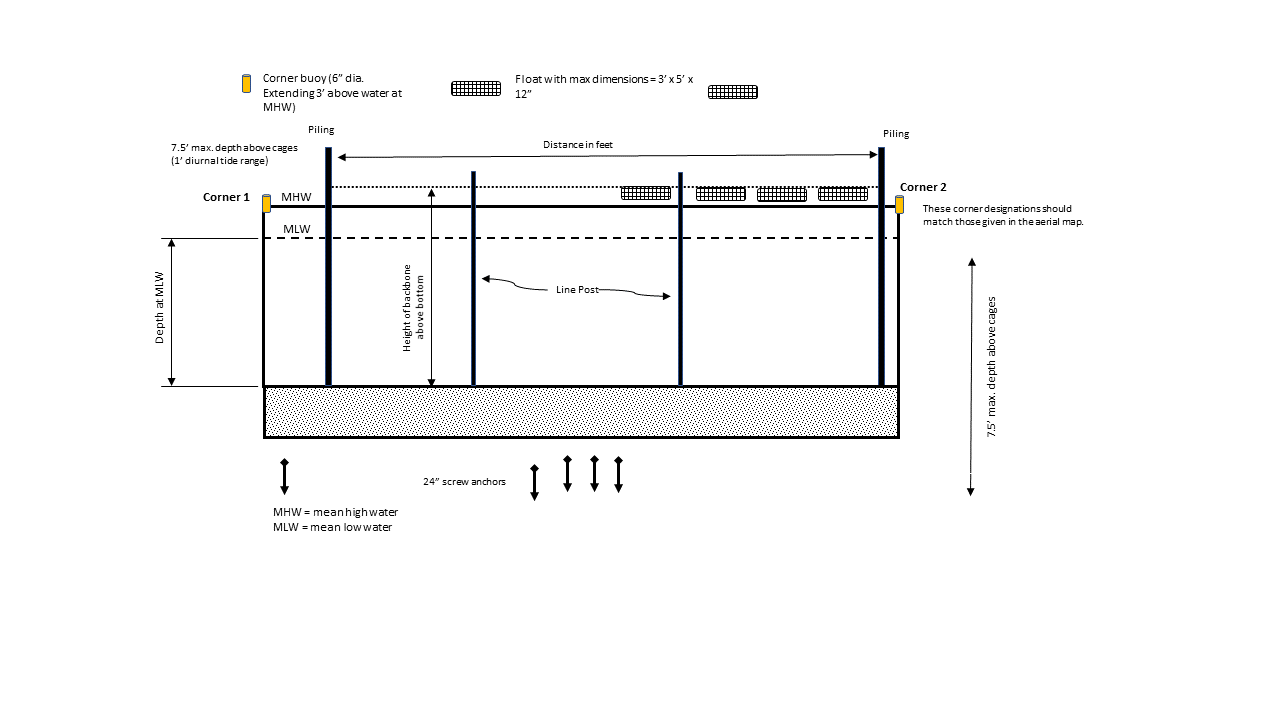 Corner buoy (6” dia.
Extending 3’ above water at
MHW)
Float with max dimensions = 3’ x 5’ x
12”
Piling
Piling
7.5’ max. depth above cages
(1’ diurnal tide range)
Distance in feet
Corner 1
MHW
Corner 2
These corner designations should
match those given in the aerial map.
MLW
Depth at MLW
Height of backbone
above bottom
Line Post
7.5’ max. depth above cages
24” screw anchors
MHW = mean high water
MLW = mean low water